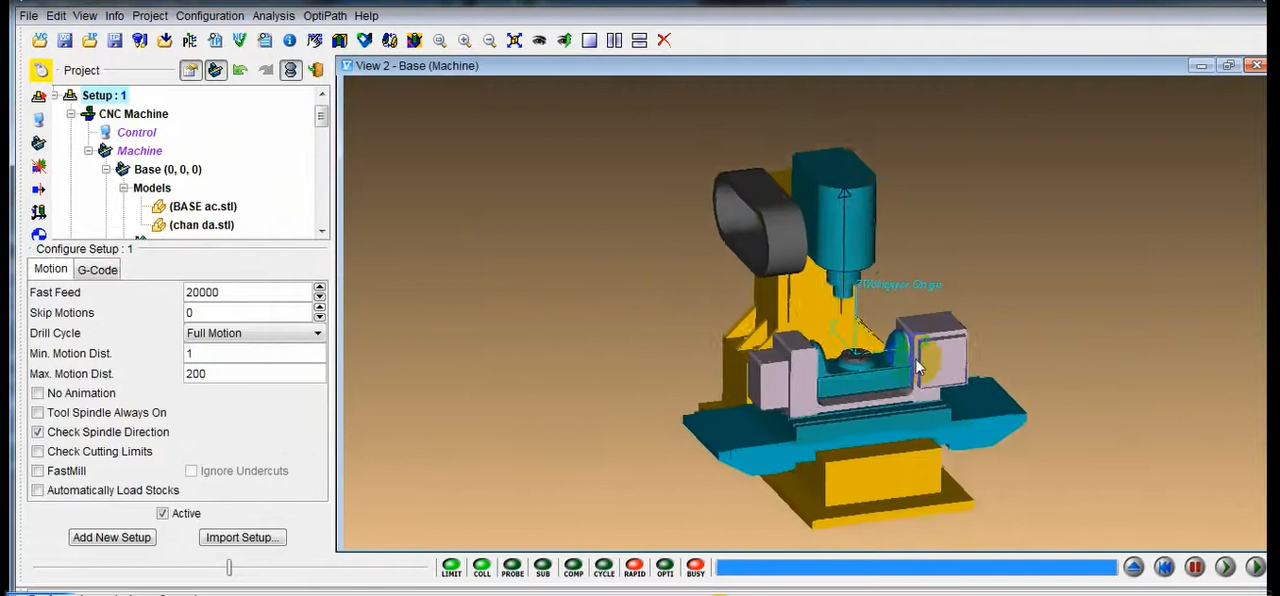 File Edit View Info Project Configuration Analysis OptiPath Help
Project
View 2 - Base (Machine)
Setup : 1
CNC Machine
Control
Machine
Base (0, 0, 0)
Models
(BASE ac.stl)
(chan da.stl)
Configure Setup : 1
Motion G-Code
Fast Feed 20000
Skip Motions 0
Drill Cycle Full Motion
Min. Motion Dist. 1
Max. Motion Dist. 200
No Animation
Tool Spindle Always On
Check Spindle Direction
Check Cutting Limits
FastMill Ignore Undercuts
Automatically Load Stocks
Active
Add New Setup Import Setup...
Workpiece Origin
LIMIT COLL PROBE SUB COMP CYCLE RAPID OPTI BUSY